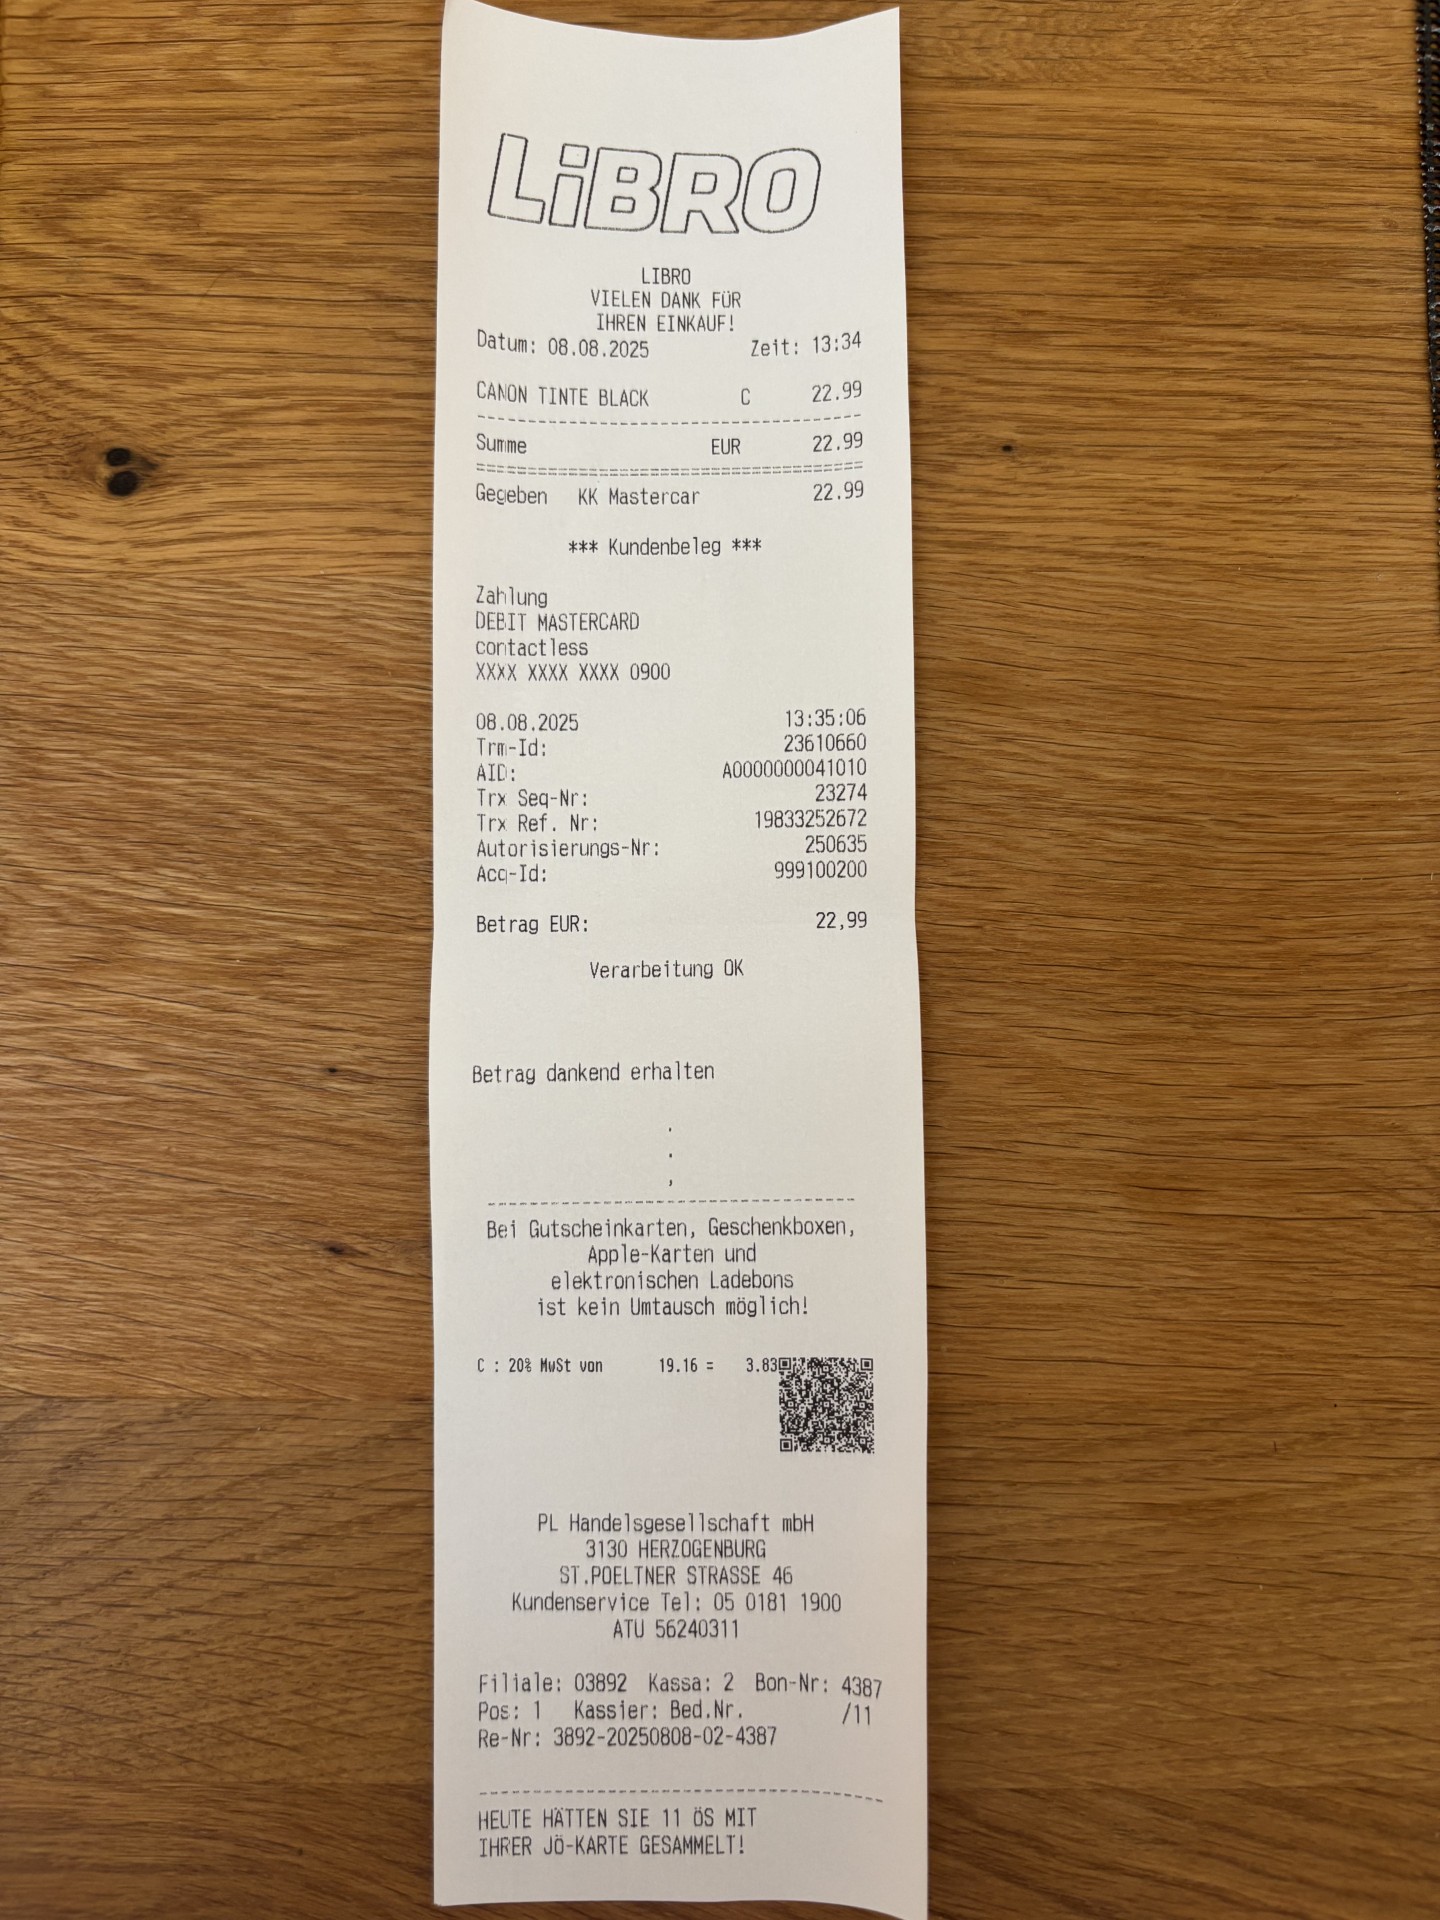 LiBRO
LIBRO
VIELEN DANK FÜR
IHREN EINKAUF!
Datum: 08.08.2025 Zeit: 13:34
CANON TINTE BLACK C 22.99
Summe EUR 22.99
Gegeben KK Mastercar 22.99
*** Kundenbeleg ***
Zahlung
DEBIT MASTERCARD
contactless
XXXX XXXX XXXX 0900
08.08.2025 13:35:06
Trm-Id: 23610660
AID: A0000000041010
Trx Seq-Nr: 23274
Trx Ref. Nr: 19833252672
Autorisierungs-Nr: 250635
Acq-Id: 999100200
Betrag EUR: 22,99
Verarbeitung OK
Betrag dankend erhalten
.
.
,
Bei Gutscheinkarten, Geschenkboxen,
Apple-Karten und
elektronischen Ladebons
ist kein Umtausch möglich!
C : 20% MwSt von 19.16 = 3.83
PL Handelsgesellschaft mbH
3130 HERZOGENBURG
ST.POELTNER STRASSE 46
Kundenservice Tel: 05 0181 1900
ATU 56240311
Filiale: 03892 Kassa: 2 Bon-Nr: 4387
Pos: 1 Kassier: Bed.Nr. /11
Re-Nr: 3892-20250808-02-4387
HEUTE HÄTTEN SIE 11 ÖS MIT
IHRER JÖ-KARTE GESAMMELT!